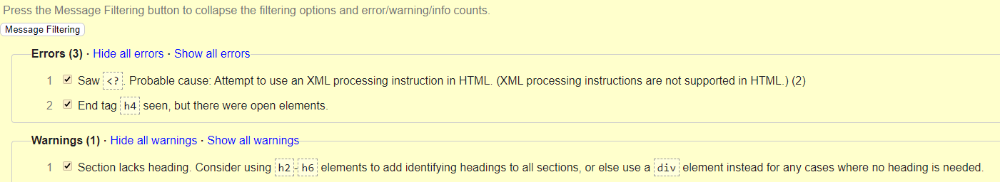 Press the Message Filtering button to collapse the filtering options and error/warning/info counts.
Message Filtering
Errors (3) · Hide all errors · Show all errors
1 Saw <?. Probable cause: Attempt to use an XML processing instruction in HTML. (XML processing instructions are not supported in HTML.) (2)
2 End tag h4 seen, but there were open elements.
Warnings (1) · Hide all warnings · Show all warnings
1 Section lacks heading. Consider using h2-h6 elements to add identifying headings to all sections, or else use a div element instead for any cases where no heading is needed.